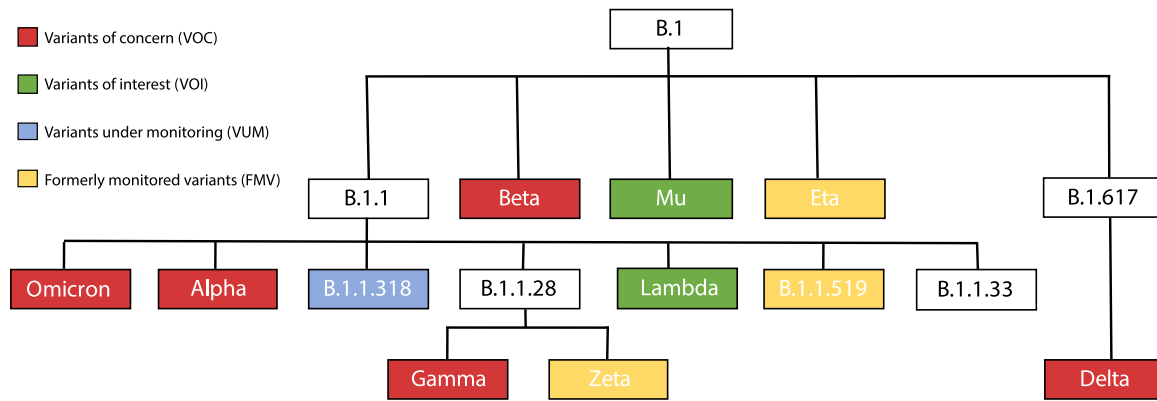 B.1
Variants of concern (VOC)
Variants of interest (VOI)
Variants under monitoring (VUM)
Formerly monitored variants (FMV)
B.1.1
Beta
Mu
Eta
B.1.617
Omicron
Alpha
B.1.1.318
B.1.1.28
Lambda
B.1.1.519
B.1.1.33
Gamma
Zeta
Delta